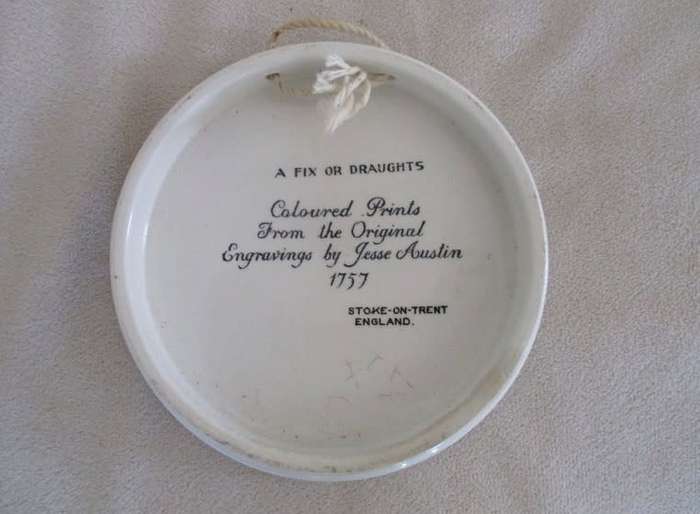 A FIX OR DRAUGHTS
Coloured Prints
From the Original
Engravings by Jesse Austin
1757
STOKE-ON-TRENT
ENGLAND.